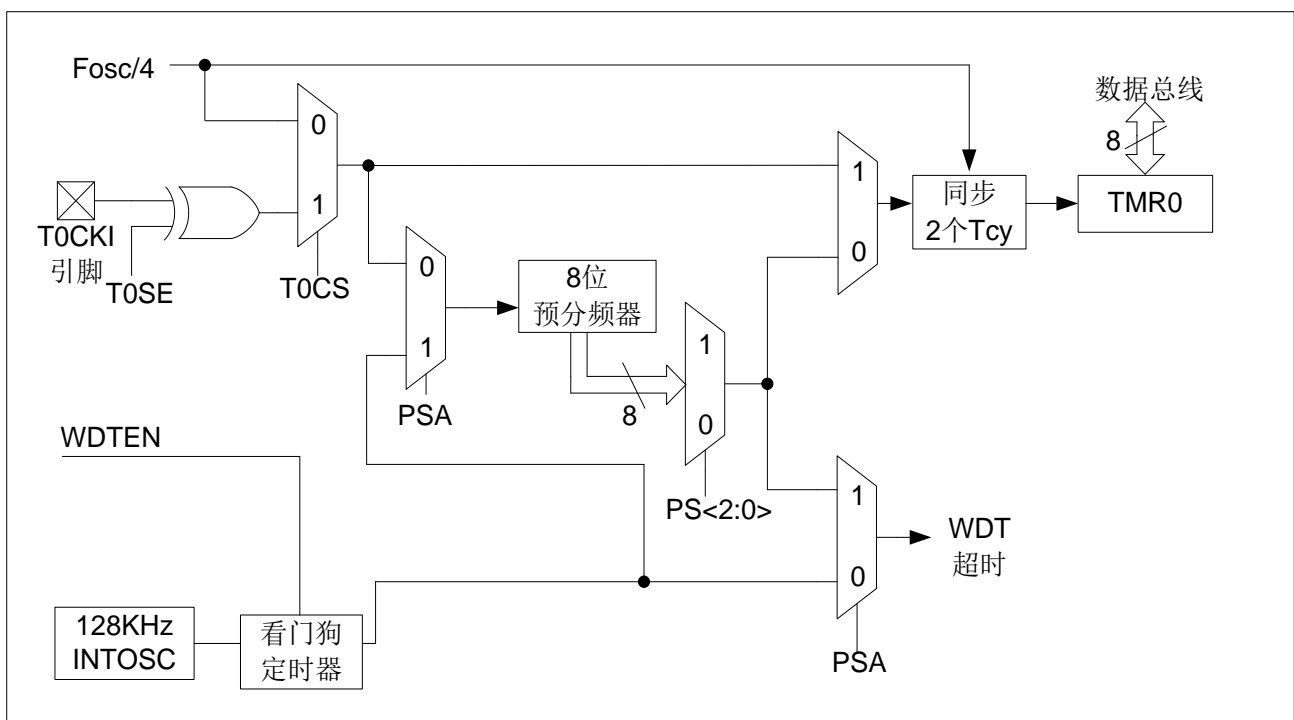 Fosc/4
数据总线
0
8
1
T0CKI
引脚
T0SE
1
T0CS
同步
2个Tcy
TMR0
0
0
8位
预分频器
1
1
8
PSA
0
WDTEN
PS<2:0>
1
WDT
超时
0
128KHz
INTOSC
看门狗
定时器
PSA